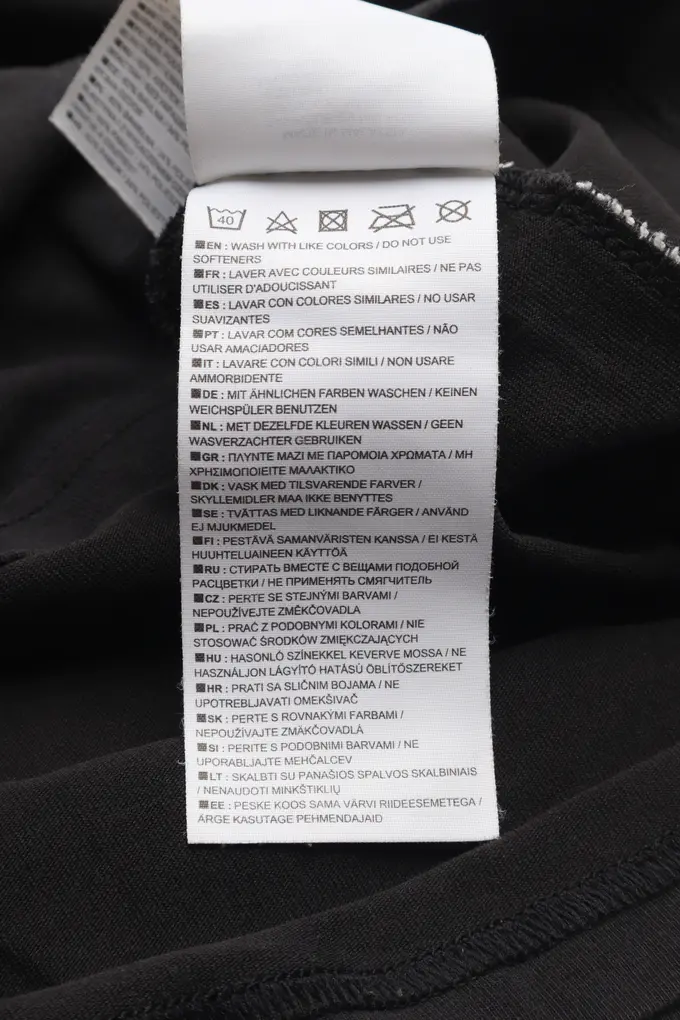 40
EN : WASH WITH LIKE COLORS / DO NOT USE
SOFTENERS
FR : LAVER AVEC COULEURS SIMILAIRES / NE PAS
UTILISER D'ADOUCISSANT
ES : LAVAR CON COLORES SIMILARES / NO USAR
SUAVIZANTES
PT : LAVAR COM CORES SEMELHANTES / NÃO
USAR AMACIADORES
IT : LAVARE CON COLORI SIMILI / NON USARE
AMMORBIDENTE
DE : MIT ÄHNLICHEN FARBEN WASCHEN / KEINEN
WEICHSPÜLER BENUTZEN
NL : MET DEZELFDE KLEUREN WASSEN / GEEN
WASVERZACHTER GEBRUIKEN
GR : ΠΛΥΝΤΕ ΜΑΖΙ ΜΕ ΠΑΡΟΜΟΙΑ ΧΡΩΜΑΤΑ / ΜΗ
ΧΡΗΣΙΜΟΠΟΙΕΙΤΕ ΜΑΛΑΚΤΙΚΟ
DK : VASK MED TILSVARENDE FARVER /
SKYLLEMIDLER MAA IKKE BENYTTES
SE : TVÄTTAS MED LIKNANDE FÄRGER / ANVÄND
EJ MJUKMEDEL
FI : PESTÄVÄ SAMANVÄRISTEN KANSSA / EI KESTÄ
HUUHTELUAINEEN KÄYTTÖÄ
RU : СТИРАТЬ ВМЕСТЕ С ВЕЩАМИ ПОДОБНОЙ
РАСЦВЕТКИ / НЕ ПРИМЕНЯТЬ СМЯГЧИТЕЛЬ
CZ : PERTE SE STEJNÝMI BARVAMI /
NEPOUŽÍVEJTE ZMĚKČOVADLA
PL : PRAĆ Z PODOBNYMI KOLORAMI / NIE
STOSOWAĆ ŚRODKÓW ZMIĘKCZAJĄCYCH
HU : HASONLÓ SZÍNEKKEL KEVERVE MOSSA / NE
HASZNÁLJON LÁGYÍTÓ HATÁSÚ ÖBLÍTŐSZEREKET
HR : PRATI SA SLIČNIM BOJAMA / NE
UPOTREBLJAVATI OMEKŠIVAČ
SK : PERTE S ROVNAKÝMI FARBAMI /
NEPOUŽÍVEJTE ZMÄKČOVADLÁ
SI : PERITE S PODOBNIMI BARVAMI / NE
UPORABLJAJTE MEHČALCEV
LT : SKALBTI SU PANAŠIOS SPALVOS SKALBINIAIS
/ NENAUDOTI MINKŠTIKLIŲ
EE : PESKE KOOS SAMA VÄRVI RIIDEESEMETEGA /
ÄRGE KASUTAGE PEHMENDAJAID